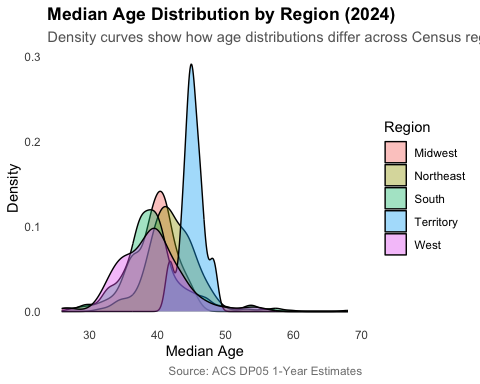 Median Age Distribution by Region (2024)
Density curves show how age distributions differ across Census reg
0.3
0.2
0.1
0.0
Density
30 40 50 60 70
Median Age
Region
Midwest
Northeast
South
Territory
West
Source: ACS DP05 1-Year Estimates